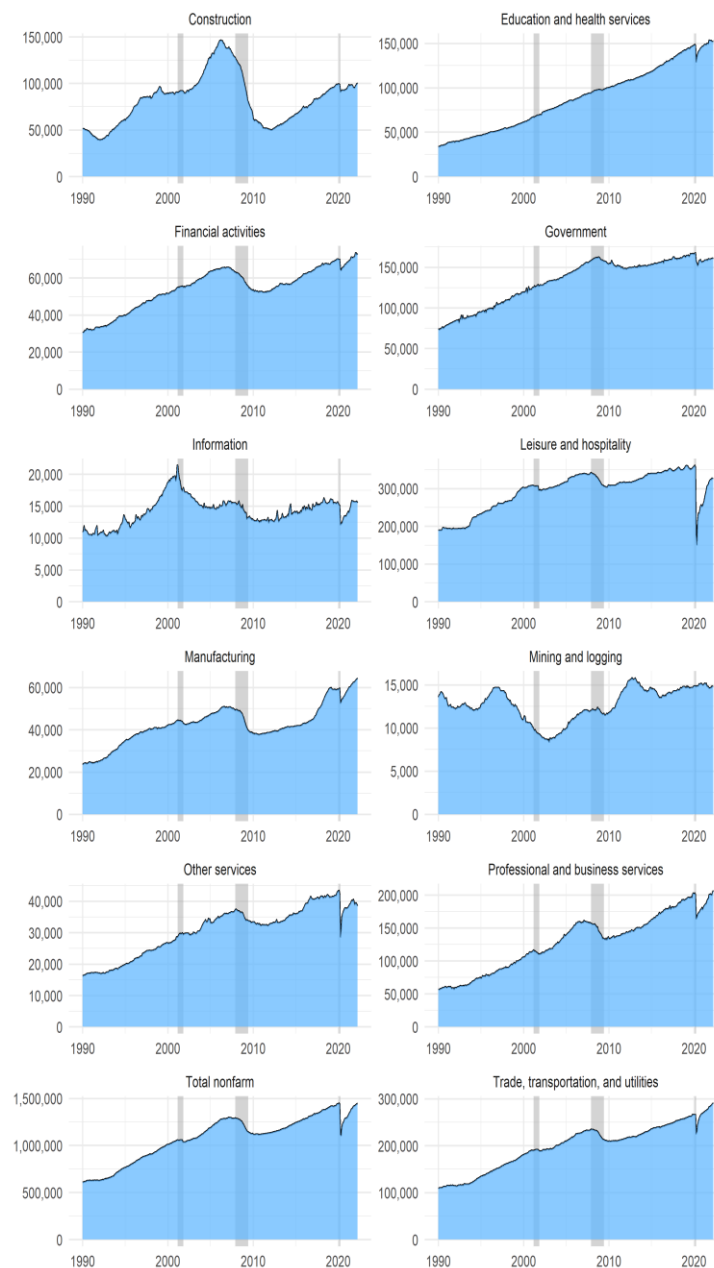 Construction
150,000
100,000
50,000
0
1990 2000 2010 2020
Education and health services
150,000
100,000
50,000
0
1990 2000 2010 2020
Financial activities
60,000
40,000
20,000
0
1990 2000 2010 2020
Government
150,000
100,000
50,000
0
1990 2000 2010 2020
Information
20,000
15,000
10,000
5,000
0
1990 2000 2010 2020
Leisure and hospitality
300,000
200,000
100,000
0
1990 2000 2010 2020
Manufacturing
60,000
40,000
20,000
0
1990 2000 2010 2020
Mining and logging
15,000
10,000
5,000
0
1990 2000 2010 2020
Other services
40,000
30,000
20,000
10,000
0
1990 2000 2010 2020
Professional and business services
200,000
150,000
100,000
50,000
0
1990 2000 2010 2020
Total nonfarm
1,500,000
1,000,000
500,000
0
1990 2000 2010 2020
Trade, transportation, and utilities
300,000
200,000
100,000
0
1990 2000 2010 2020